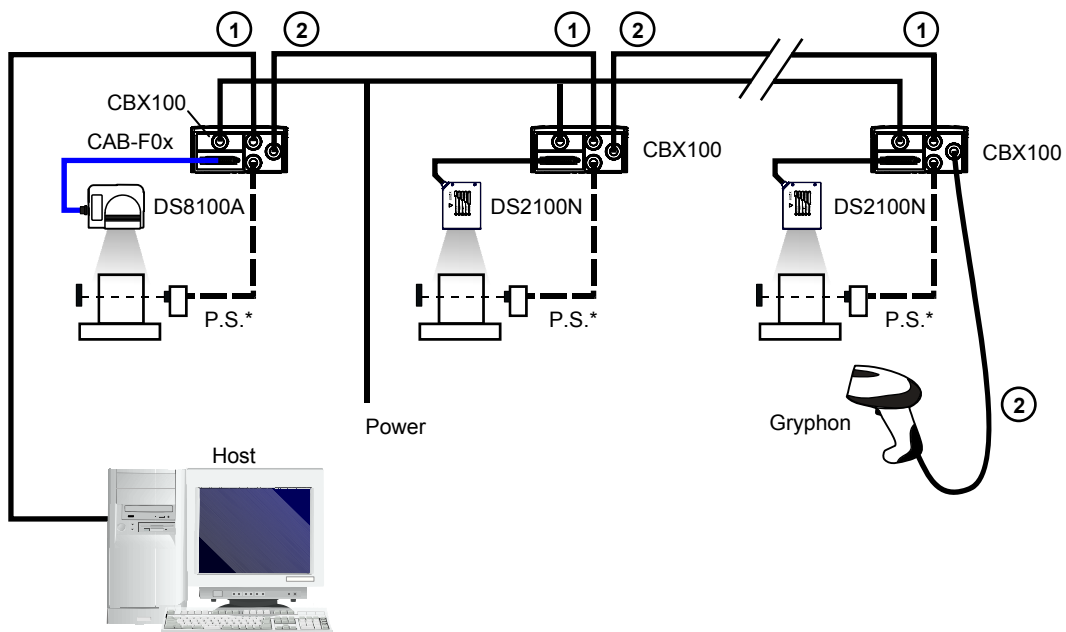 1 2 1 2 1
CBX100
CAB-F0x
CBX100
CBX100
DS8100A
DS2100N
DS2100N
P.S.*
P.S.*
P.S.*
2
Power
Gryphon
Host